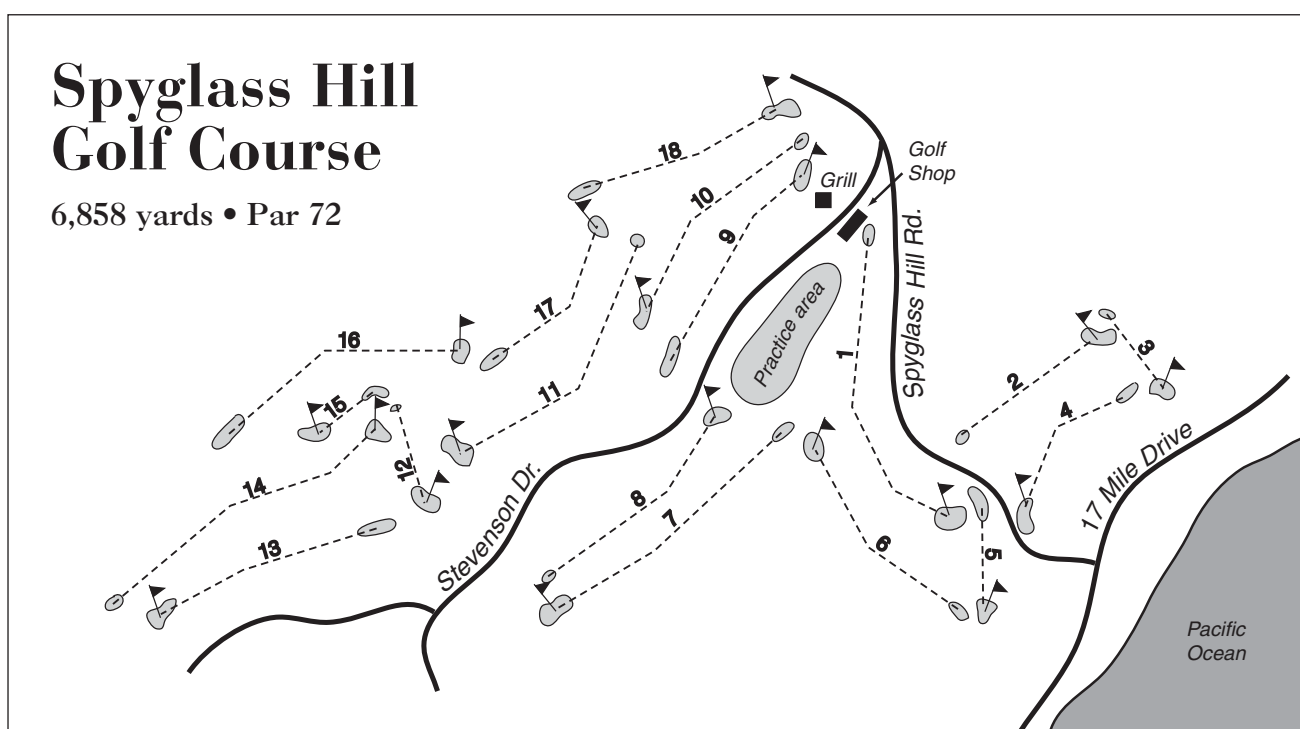 Spyglass Hill
Golf Course
6,858 yards • Par 72
18
10
9
Grill
Golf
Shop
Spyglass Hill Rd.
Practice area
17
16
11
15
12
14
13
1
2
3
4
17 Mile Drive
Stevenson Dr.
8
7
6
5
Pacific
Ocean